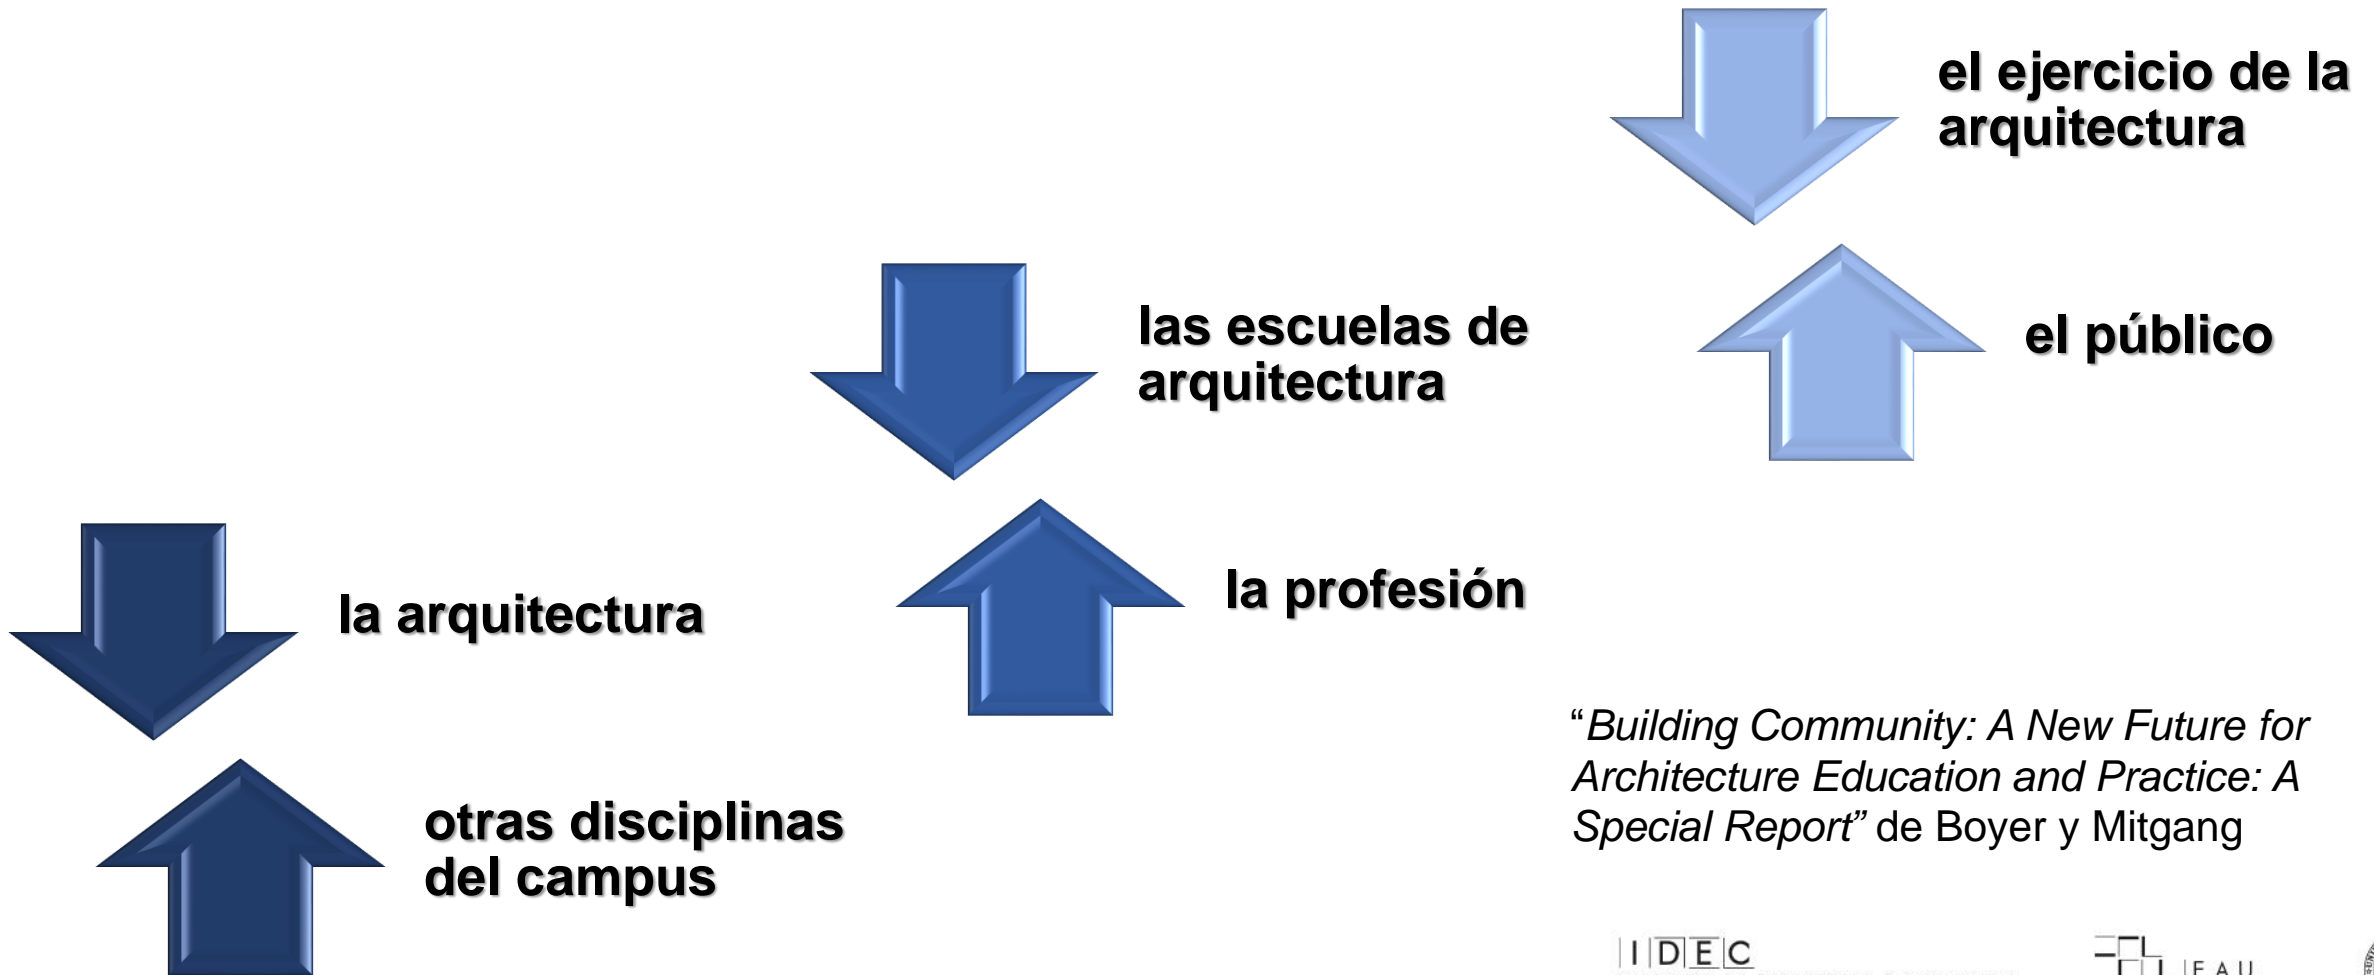 la arquitectura
otras disciplinas
del campus
las escuelas de
arquitectura
la profesión
el ejercicio de la
arquitectura
el público
“Building Community: A New Future for
Architecture Education and Practice: A
Special Report” de Boyer y Mitgang
IDEC
FAU